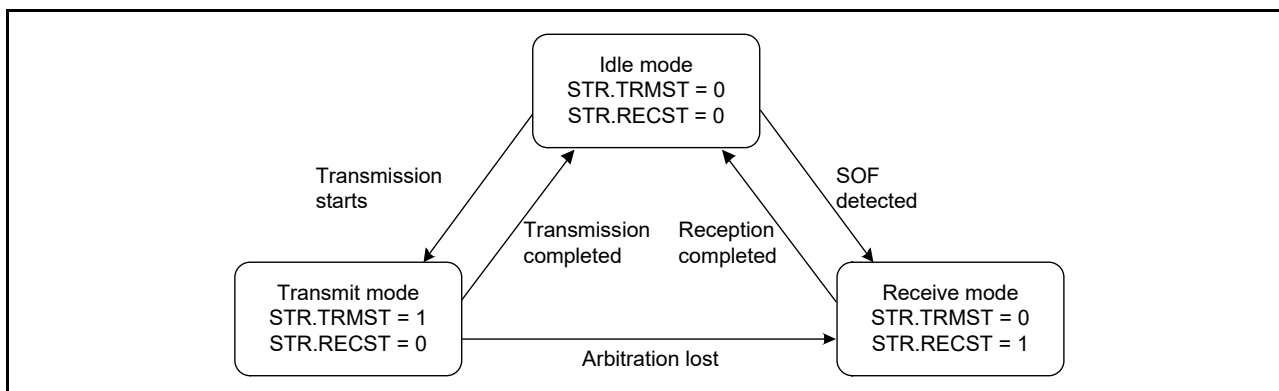 Idle mode
STR.TRMST = 0
STR.RECST = 0
Transmission
starts
SOF
detected
Transmission
completed
Reception
completed
Transmit mode
STR.TRMST = 1
STR.RECST = 0
Receive mode
STR.TRMST = 0
STR.RECST = 1
Arbitration lost